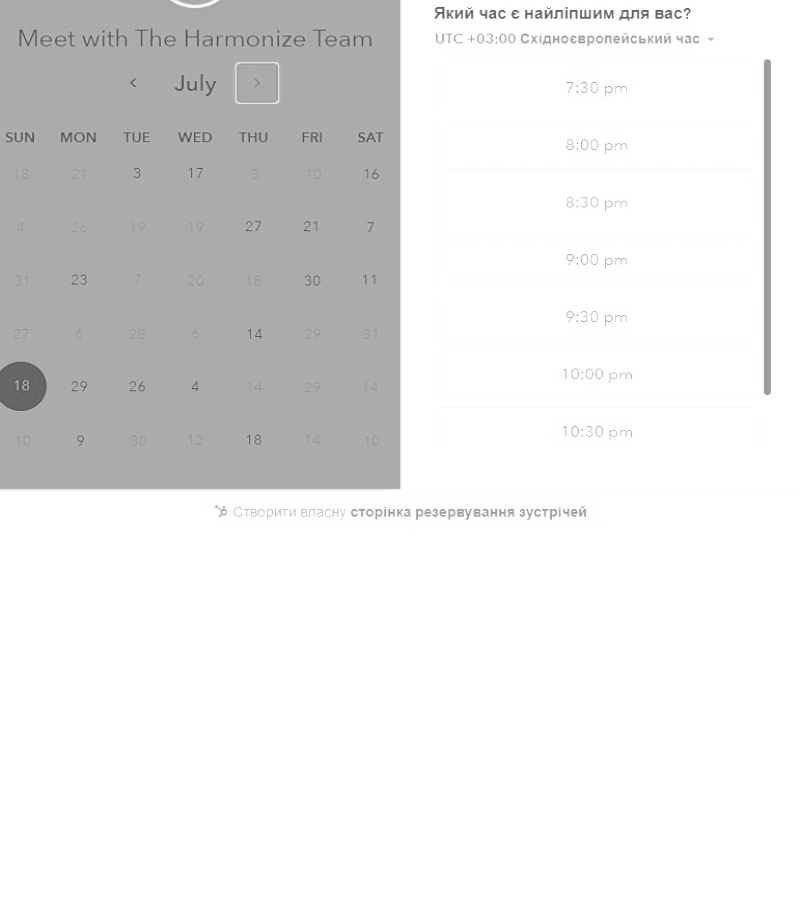 Meet with The Harmonize Team
July
SUN MON TUE WED THU FRI SAT
18 21 3 17 3 10 16
4 26 19 19 27 21 7
31 23 7 20 18 30 11
27 6 28 6 14 29 31
18 29 26 4 14 29 14
10 9 30 12 18 14 10
Який час є найліпшим для вас?
UTC +03:00 Східноєвропейський час
7:30 pm
8:00 pm
8:30 pm
9:00 pm
9:30 pm
10:00 pm
10:30 pm
Створити власну сторінка резервування зустрічей